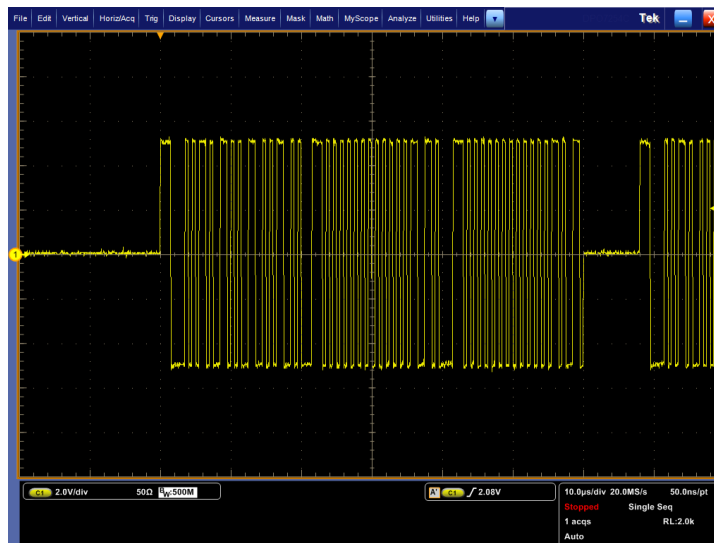 File Edit Vertical Horiz/Acq Trig Display Cursors Measure Mask Math MyScope Analyze Utilities Help Tek X
1
C1 2.0V/div 50Ω BW:500M
A' C1 2.08V
10.0µs/div 20.0MS/s 50.0ns/pt
Stopped Single Seq
1 acqs RL:2.0k
Auto